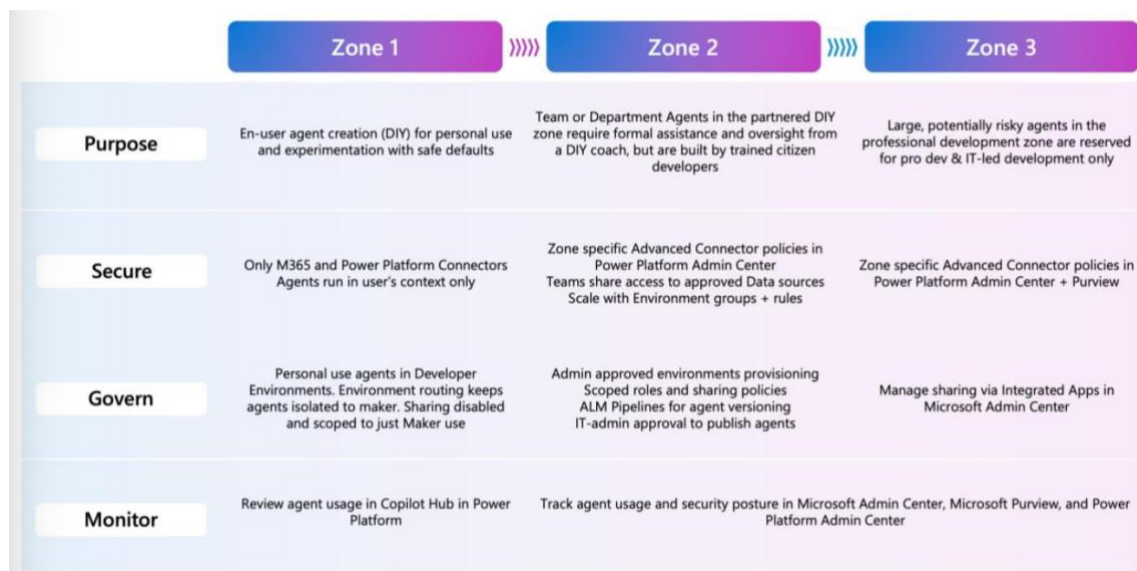 Zone 1
Zone 2
Zone 3
Purpose
En-user agent creation (DIY) for personal use
and experimentation with safe defaults
Team or Department Agents in the partnered DIY
zone require formal assistance and oversight from
a DIY coach, but are built by trained citizen
developers
Large, potentially risky agents in the
professional development zone are reserved
for pro dev & IT-led development only
Secure
Only M365 and Power Platform Connectors
Agents run in user's context only
Zone specific Advanced Connector policies in
Power Platform Admin Center
Teams share access to approved Data sources
Scale with Environment groups + rules
Zone specific Advanced Connector policies in
Power Platform Admin Center + Purview
Govern
Personal use agents in Developer
Environments. Environment routing keeps
agents isolated to maker. Sharing disabled
and scoped to just Maker use
Admin approved environments provisioning
Scoped roles and sharing policies
ALM Pipelines for agent versioning
IT-admin approval to publish agents
Manage sharing via Integrated Apps in
Microsoft Admin Center
Monitor
Review agent usage in Copilot Hub in Power
Platform
Track agent usage and security posture in Microsoft Admin Center, Microsoft Purview, and Power
Platform Admin Center